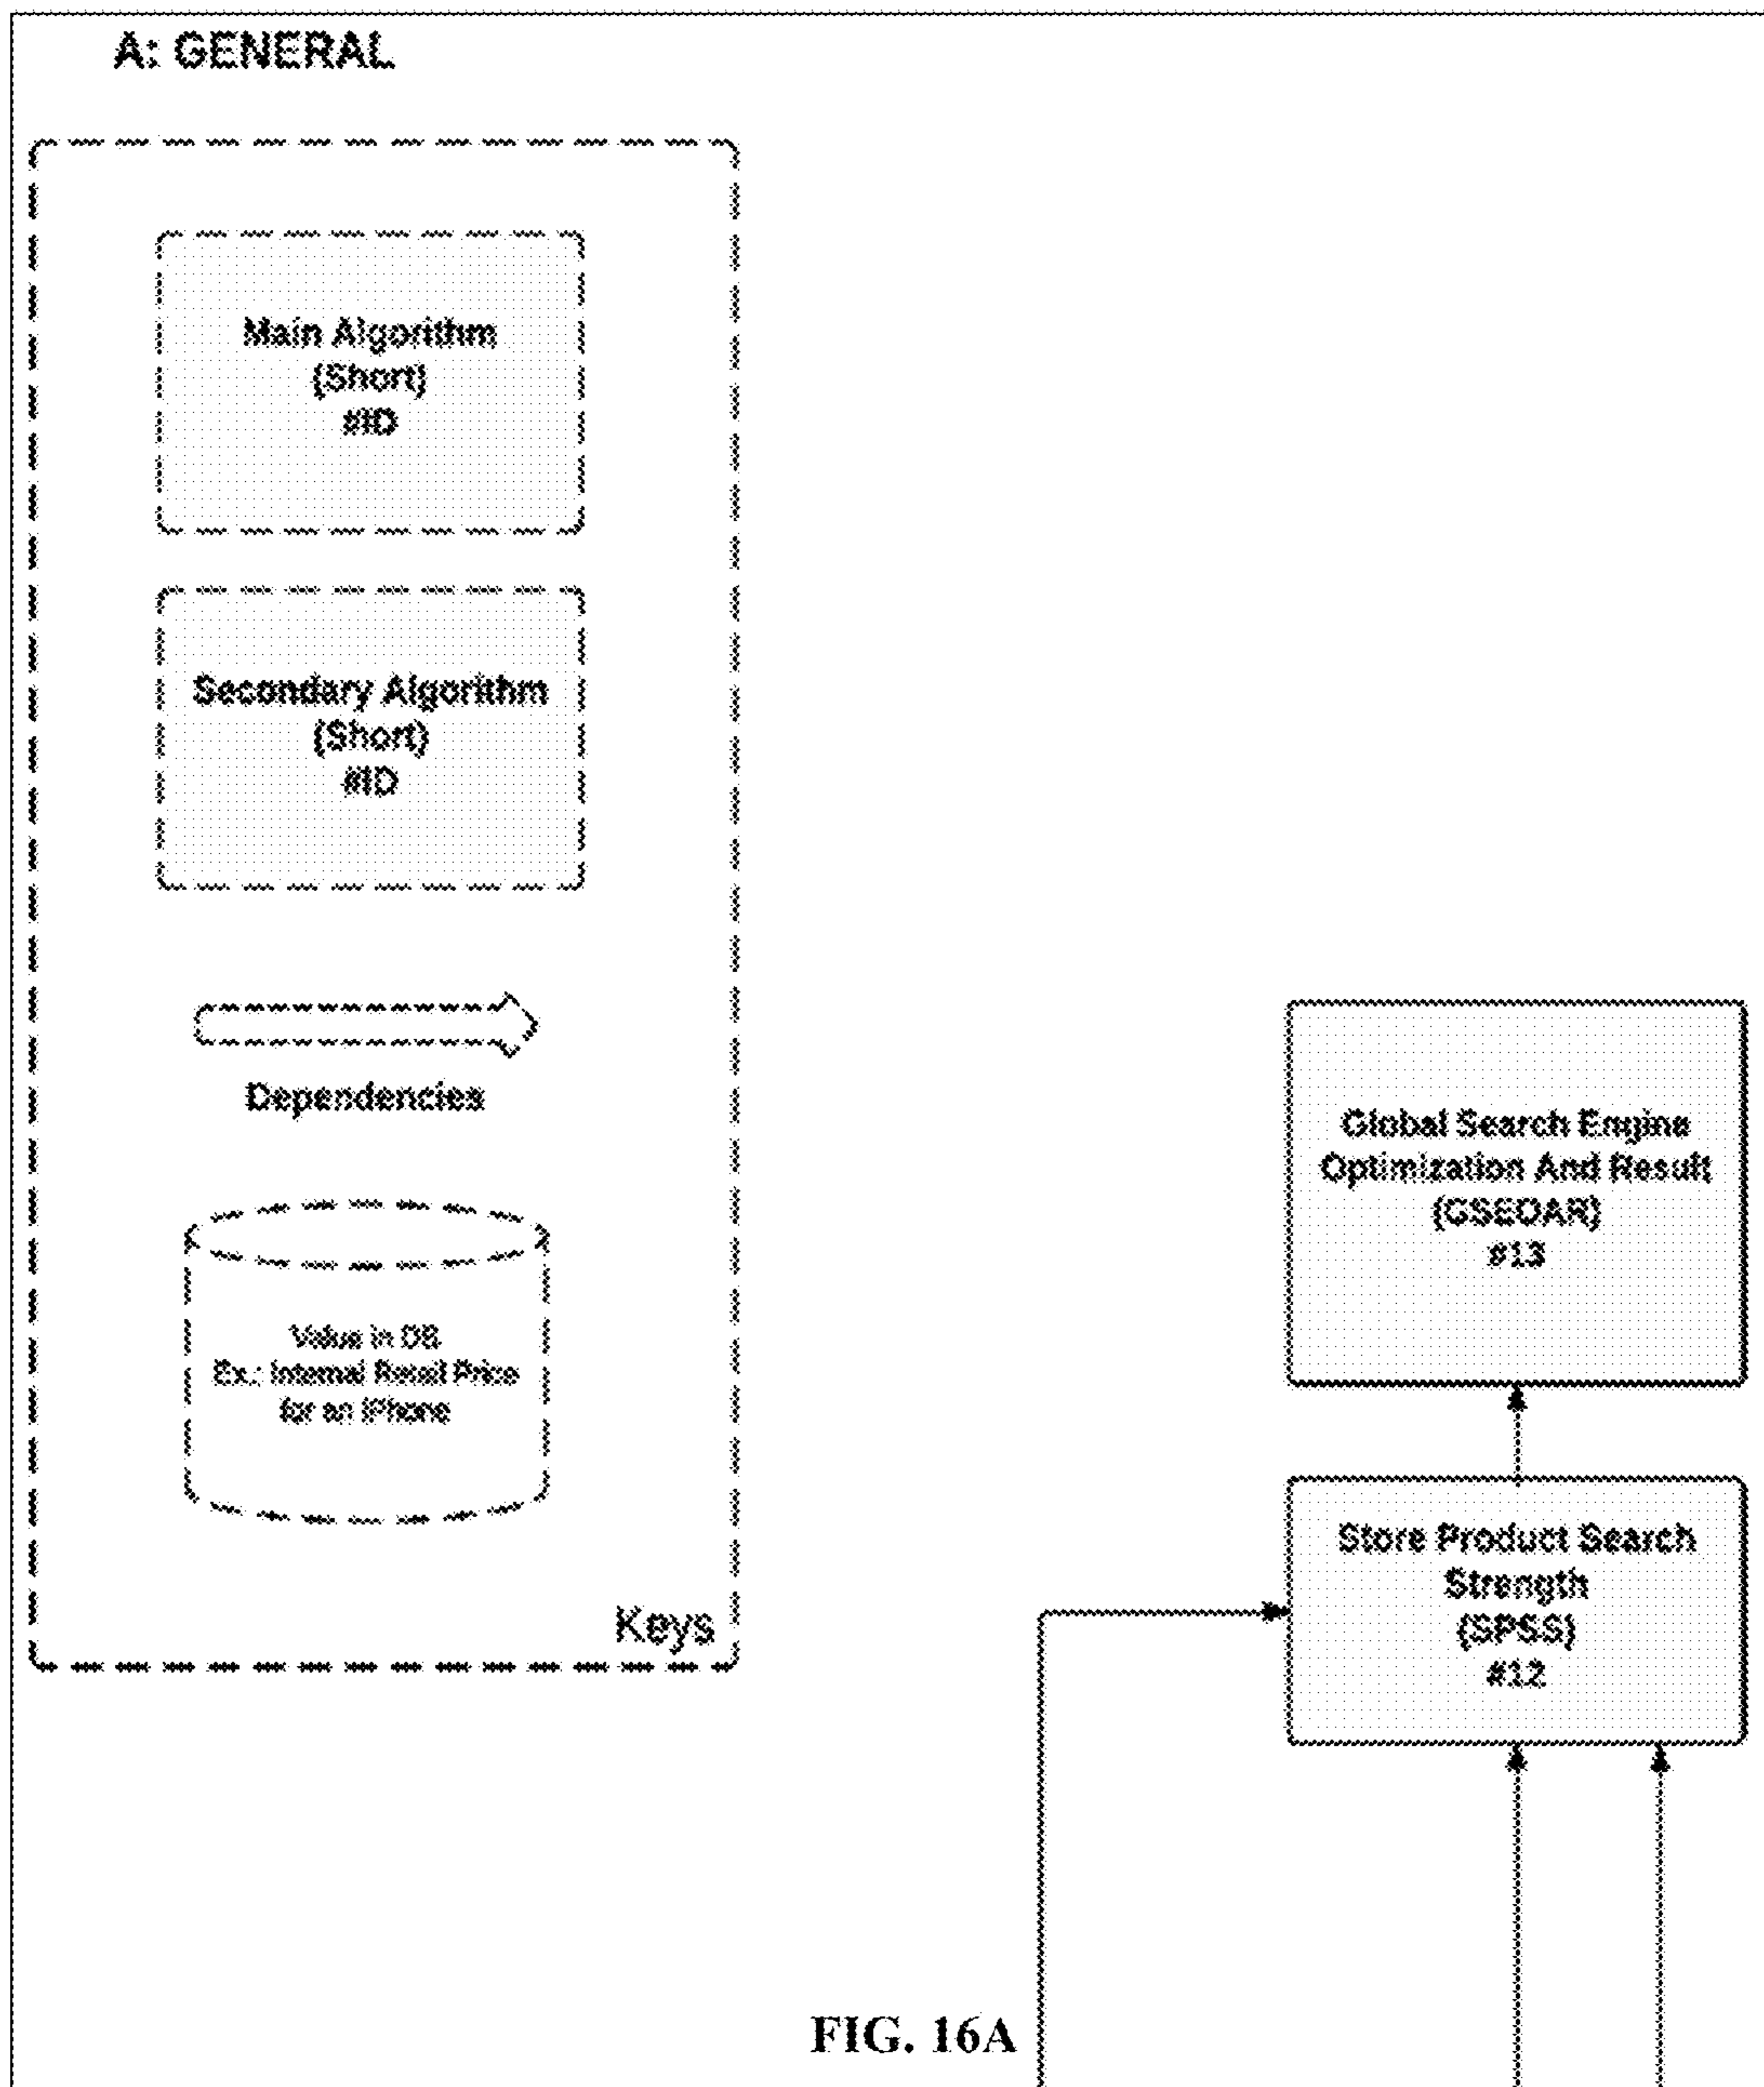 A: GENERAL
Main Algorithm
(Short)
#ID
Secondary Algorithm
(Short)
#ID
Dependencies
Value in DB
Ex.: Internal Retail Price
for an iPhone
Keys
Global Search Engine
Optimization And Result
(GSEOAR)
#13
Store Product Search
Strength
(SPSS)
#12
FIG. 16A